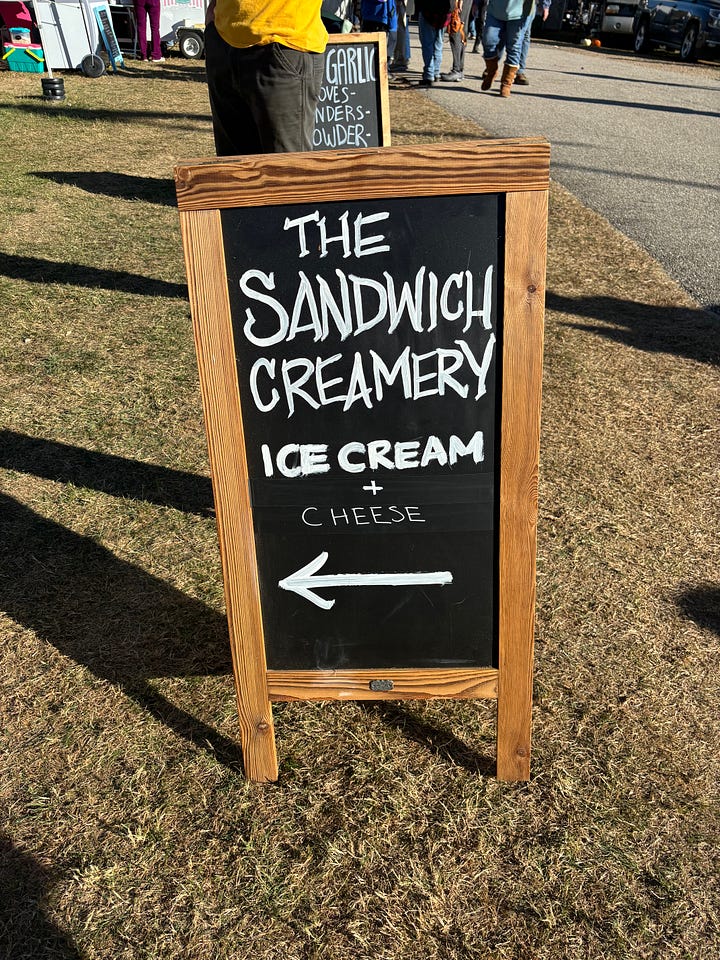 GARLIC
THE
SANDWICH
CREAMERY
ICE CREAM
+
CHEESE